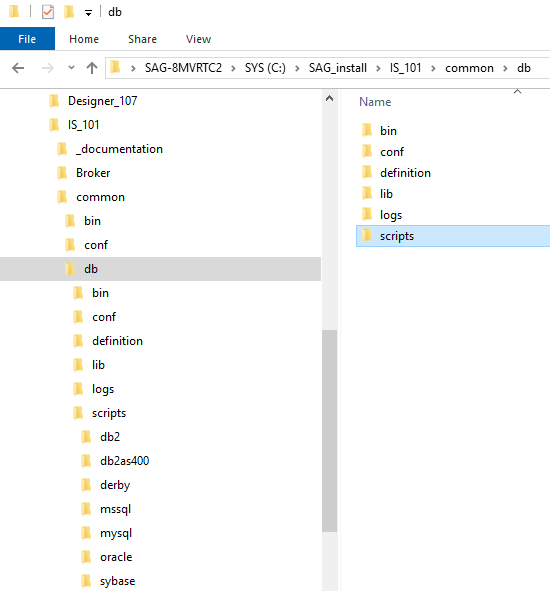 db
File Home Share View
SAG-8MVRTC2 SYS (C:) SAG_install IS_101 common db
Designer_107
IS_101
_documentation
Broker
common
bin
conf
db
bin
conf
definition
lib
logs
scripts
db2
db2as400
derby
mssql
mysql
oracle
sybase
Name
bin
conf
definition
lib
logs
scripts